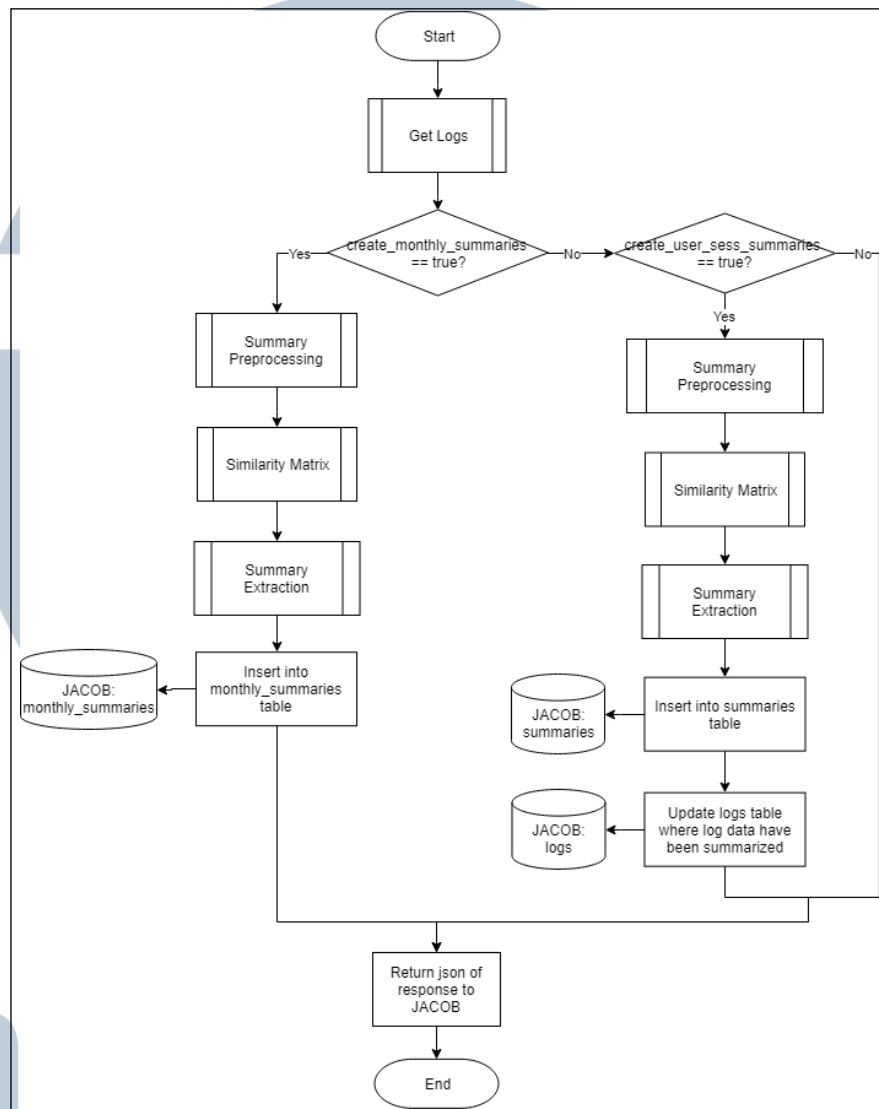 Start
Get Logs
create_monthly_summaries
== true?
Yes
No
create_user_sess_summaries
== true?
No
Yes
Summary
Preprocessing
Similarity Matrix
Summary
Extraction
Insert into
monthly_summaries
table
JACOB:
monthly_summaries
Summary
Preprocessing
Similarity Matrix
Summary
Extraction
Insert into summaries
table
JACOB:
summaries
Update logs table
where log data have
been summarized
JACOB:
logs
Return json of
response to
JACOB
End